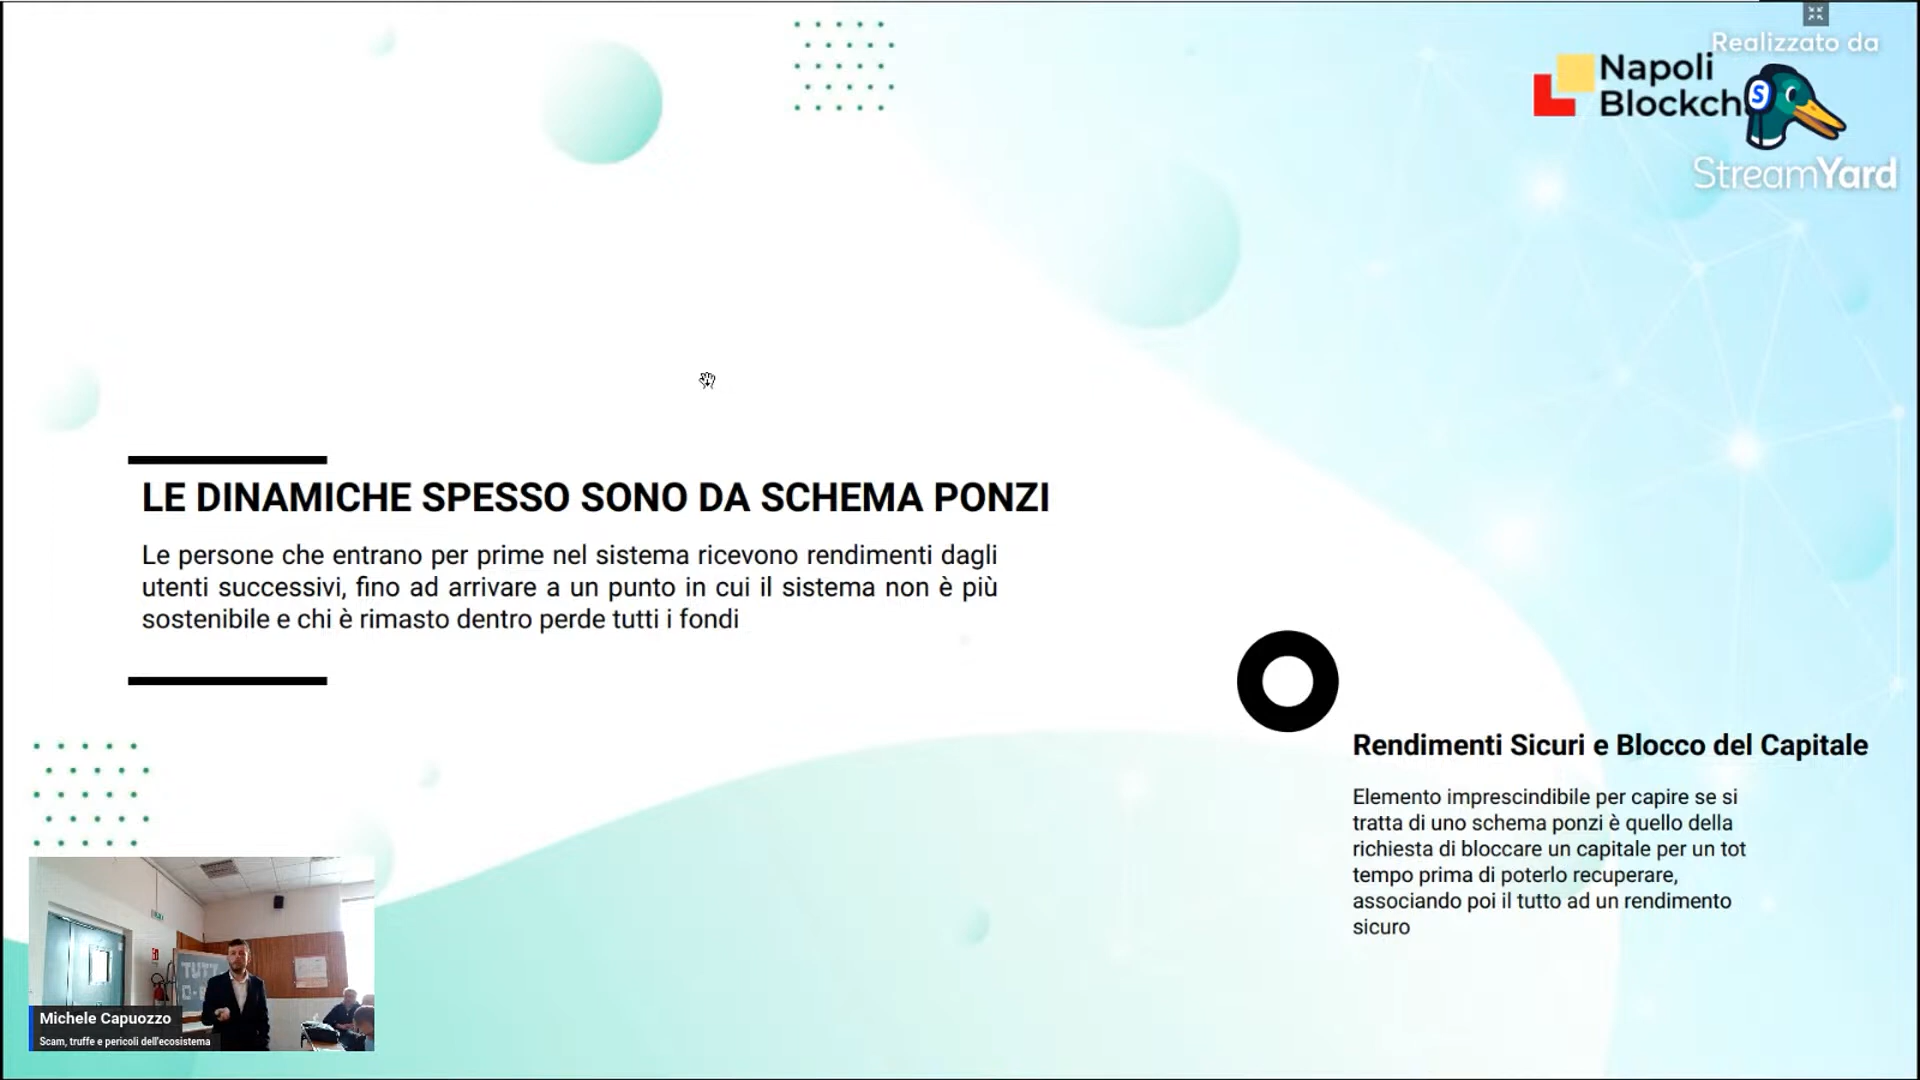 Realizzato da
Napoli
Blockch
S
StreamYard
LE DINAMICHE SPESSO SONO DA SCHEMA PONZI
Le persone che entrano per prime nel sistema ricevono rendimenti dagli
utenti successivi, fino ad arrivare a un punto in cui il sistema non è più
sostenibile e chi è rimasto dentro perde tutti i fondi
Rendimenti Sicuri e Blocco del Capitale
Elemento imprescindibile per capire se si
tratta di uno schema ponzi è quello della
richiesta di bloccare un capitale per un tot
tempo prima di poterlo recuperare,
associando poi il tutto ad un rendimento
sicuro
Michele Capuozzo
Scam, truffe e pericoli dell'ecosistema